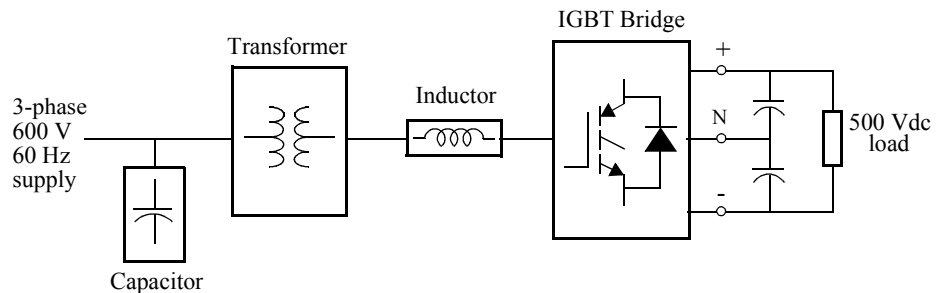 IGBT Bridge
Transformer
+
3-phase
600 V
60 Hz
supply
Inductor
N
500 Vdc
load
-
Capacitor